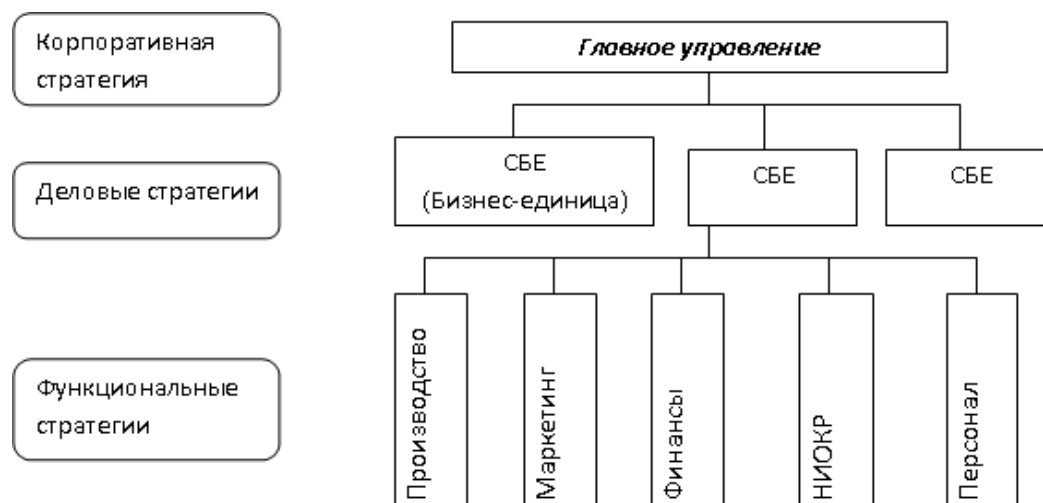 Корпоративная
стратегия
Главное управление
Деловые стратегии
СБЕ
(Бизнес-единица)
СБЕ
СБЕ
Функциональные
стратегии
Производство
Маркетинг
Финансы
НИОКР
Персонал